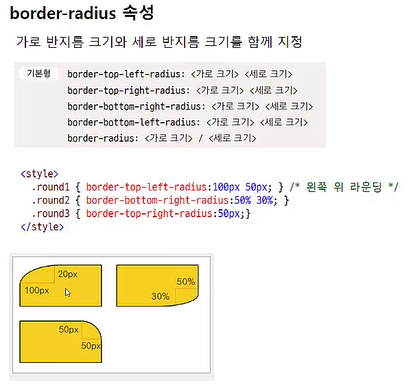 border-radius 속성
가로 반지름 크기와 세로 반지름 크기를 함께 지정
기본형
border-top-left-radius: <가로 크기> <세로 크기>
border-top-right-radius: <가로 크기> <세로 크기>
border-bottom-right-radius: <가로 크기> <세로 크기>
border-bottom-left-radius: <가로 크기> <세로 크기>
border-radius: <가로 크기> / <세로 크기>
<style>
.round1 { border-top-left-radius:100px 50px; } /* 왼쪽 위 라운딩 */
.round2 { border-bottom-right-radius:50% 30%; }
.round3 { border-top-right-radius:50px;}
</style>
20px
100px
50%
30%
50px
50px